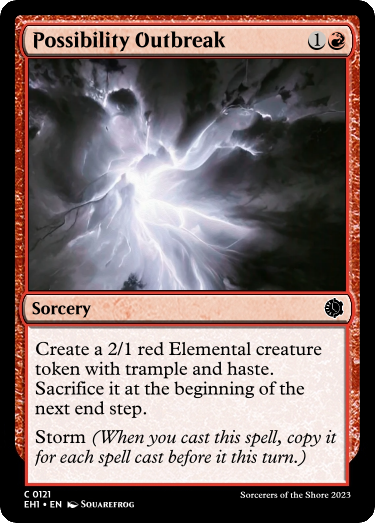 Possibility Outbreak 1
Sorcery
Create a 2/1 red Elemental creature
token with trample and haste.
Sacrifice it at the beginning of the
next end step.
Storm (When you cast this spell, copy it
for each spell cast before it this turn.)
C 0121
EH1 • EN Squarefrog
Sorcerers of the Shore 2023